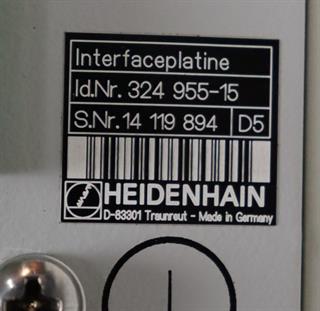 Interfaceplatine
Id.Nr. 324 955-15
S.Nr. 14 119 894 D5
HEIDENHAIN
D-83301 Traunreut - Made in Germany